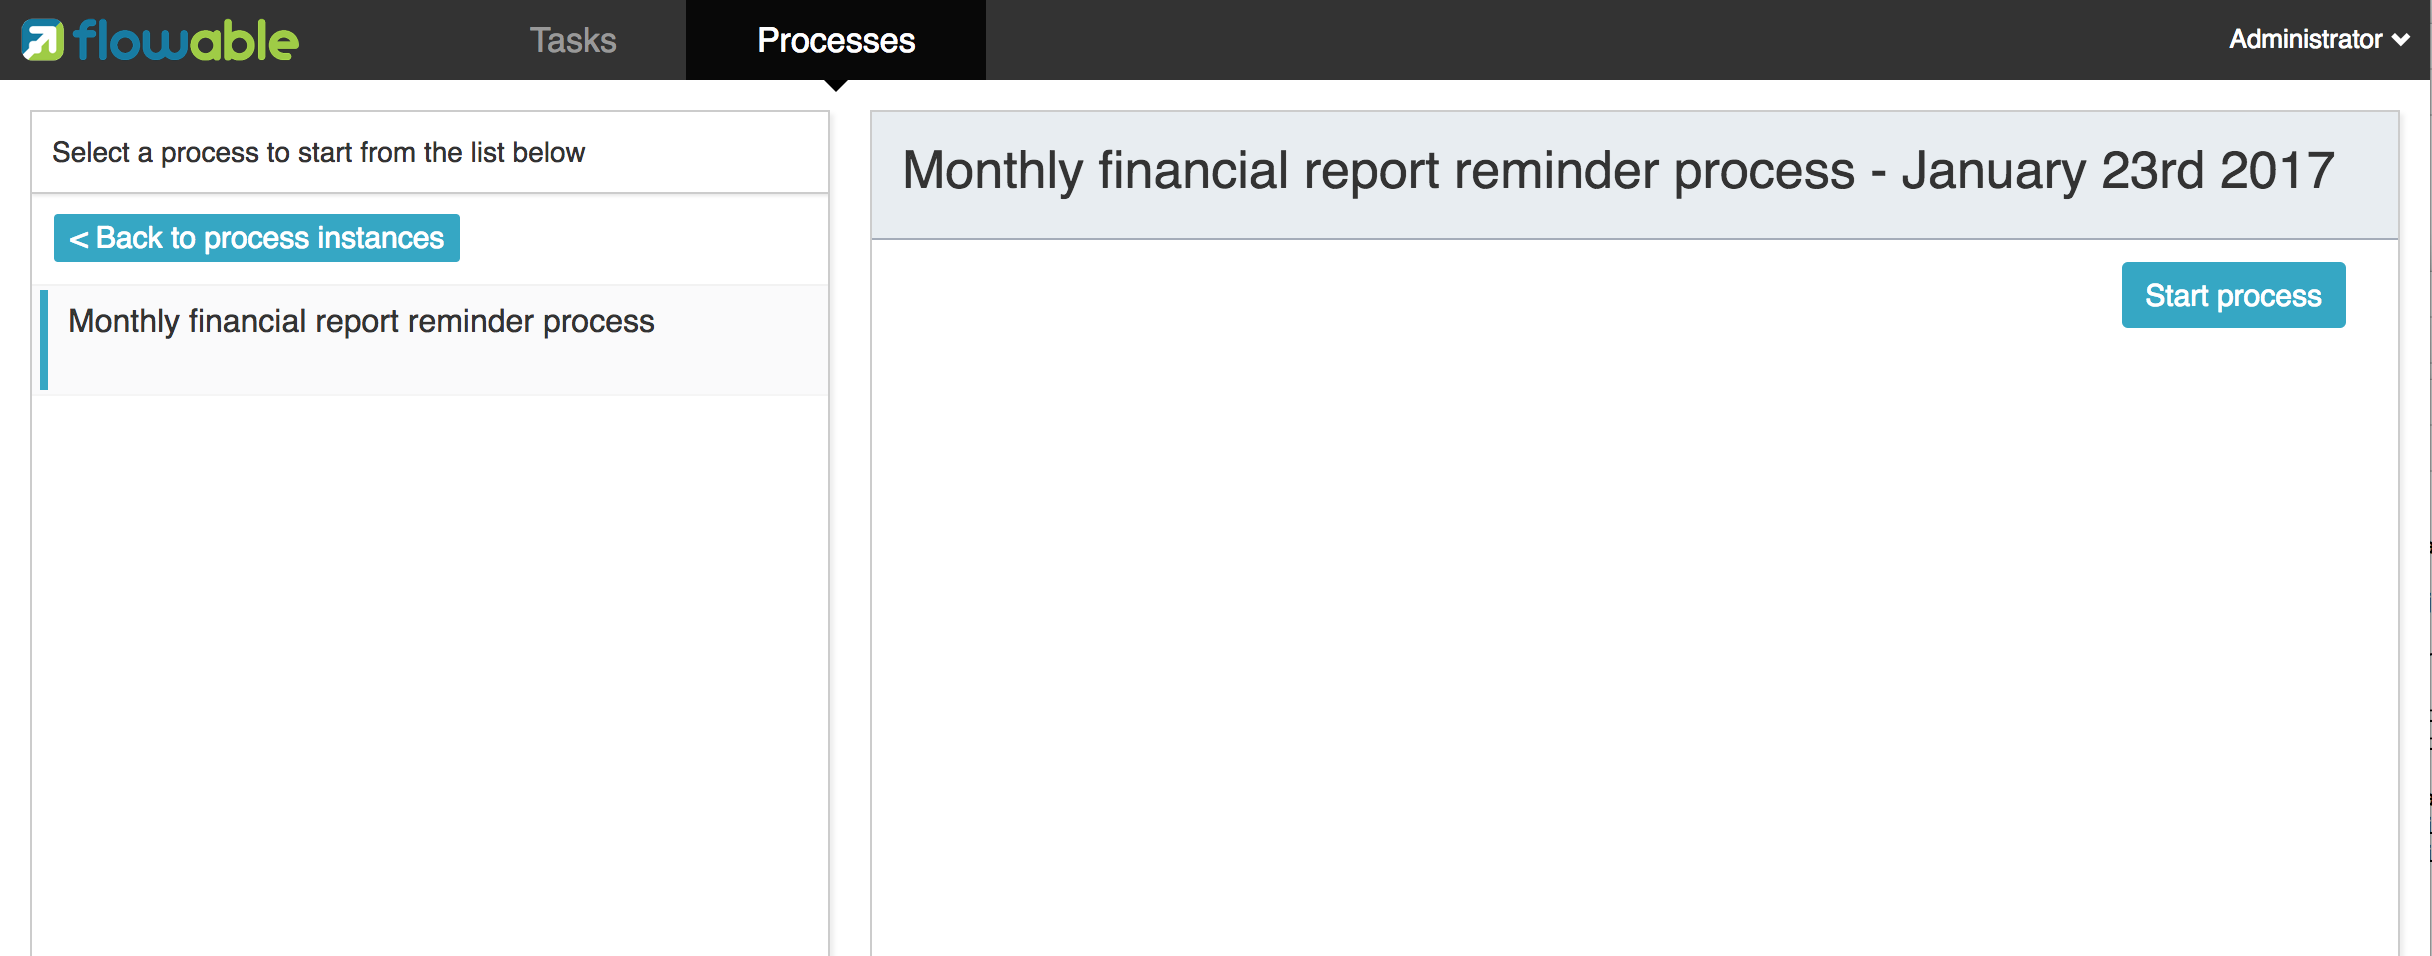 flowable
Tasks
Processes
Administrator
Select a process to start from the list below
< Back to process instances
Monthly financial report reminder process
Monthly financial report reminder process - January 23rd 2017
Start process